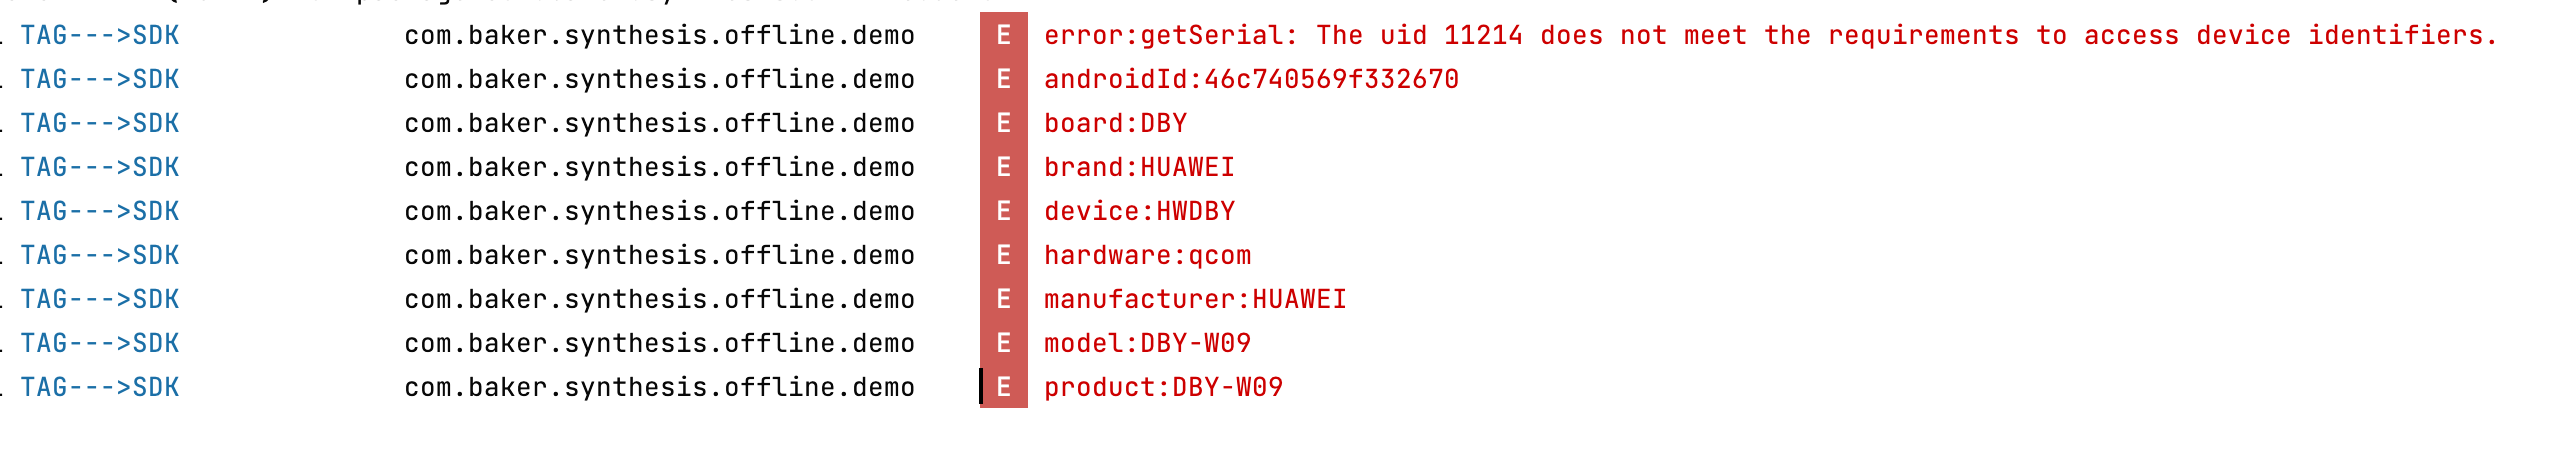 TAG--->SDK com.baker.synthesis.offline.demo E error:getSerial: The uid 11214 does not meet the requirements to access device identifiers.
TAG--->SDK com.baker.synthesis.offline.demo E androidId:46c740569f332670
TAG--->SDK com.baker.synthesis.offline.demo E board:DBY
TAG--->SDK com.baker.synthesis.offline.demo E brand:HUAWEI
TAG--->SDK com.baker.synthesis.offline.demo E device:HWDBY
TAG--->SDK com.baker.synthesis.offline.demo E hardware:qcom
TAG--->SDK com.baker.synthesis.offline.demo E manufacturer:HUAWEI
TAG--->SDK com.baker.synthesis.offline.demo E model:DBY-W09
TAG--->SDK com.baker.synthesis.offline.demo E product:DBY-W09